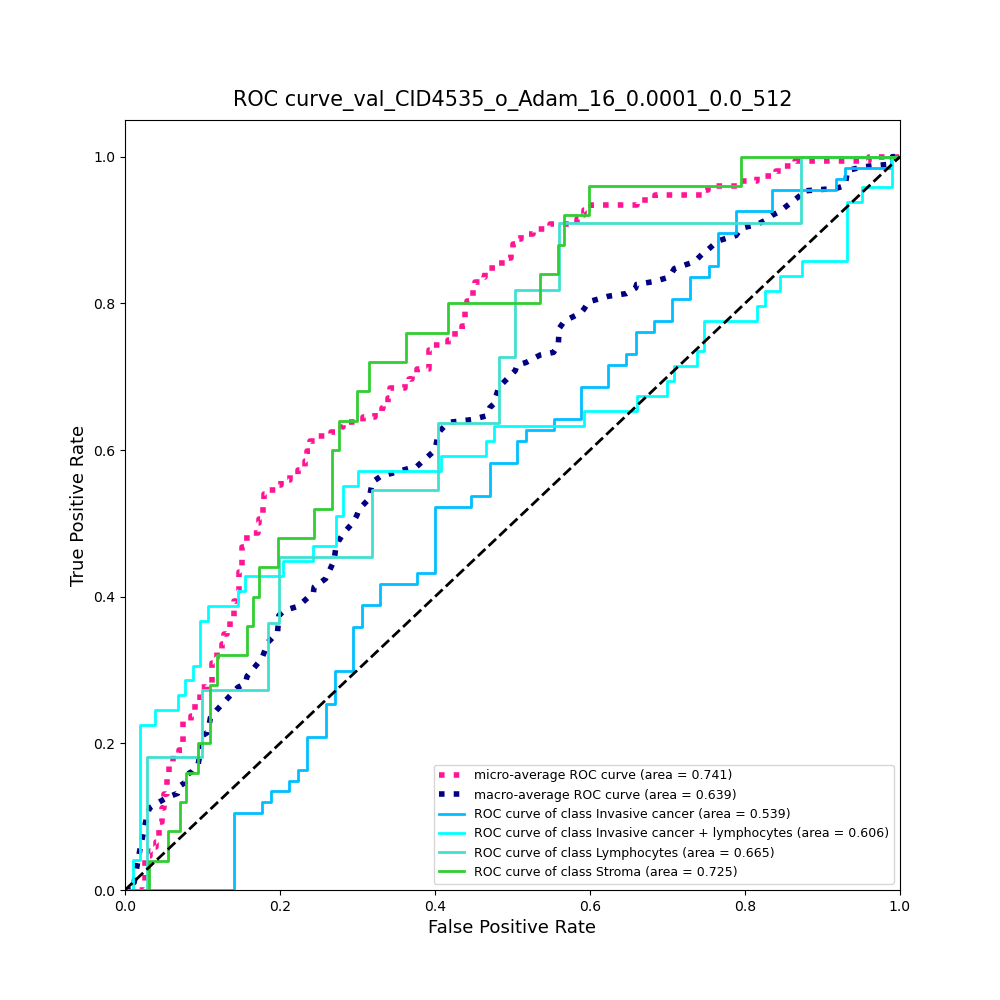 ROC curve_val_CID4535_o_Adam_16_0.0001_0.0_512
True Positive Rate
1.0
0.8
0.6
0.4
0.2
0.0
micro-average ROC curve (area = 0.741)
macro-average ROC curve (area = 0.639)
ROC curve of class Invasive cancer (area = 0.539)
ROC curve of class Invasive cancer + lymphocytes (area = 0.606)
ROC curve of class Lymphocytes (area = 0.665)
ROC curve of class Stroma (area = 0.725)
0.0 0.2 0.4 0.6 0.8 1.0
False Positive Rate